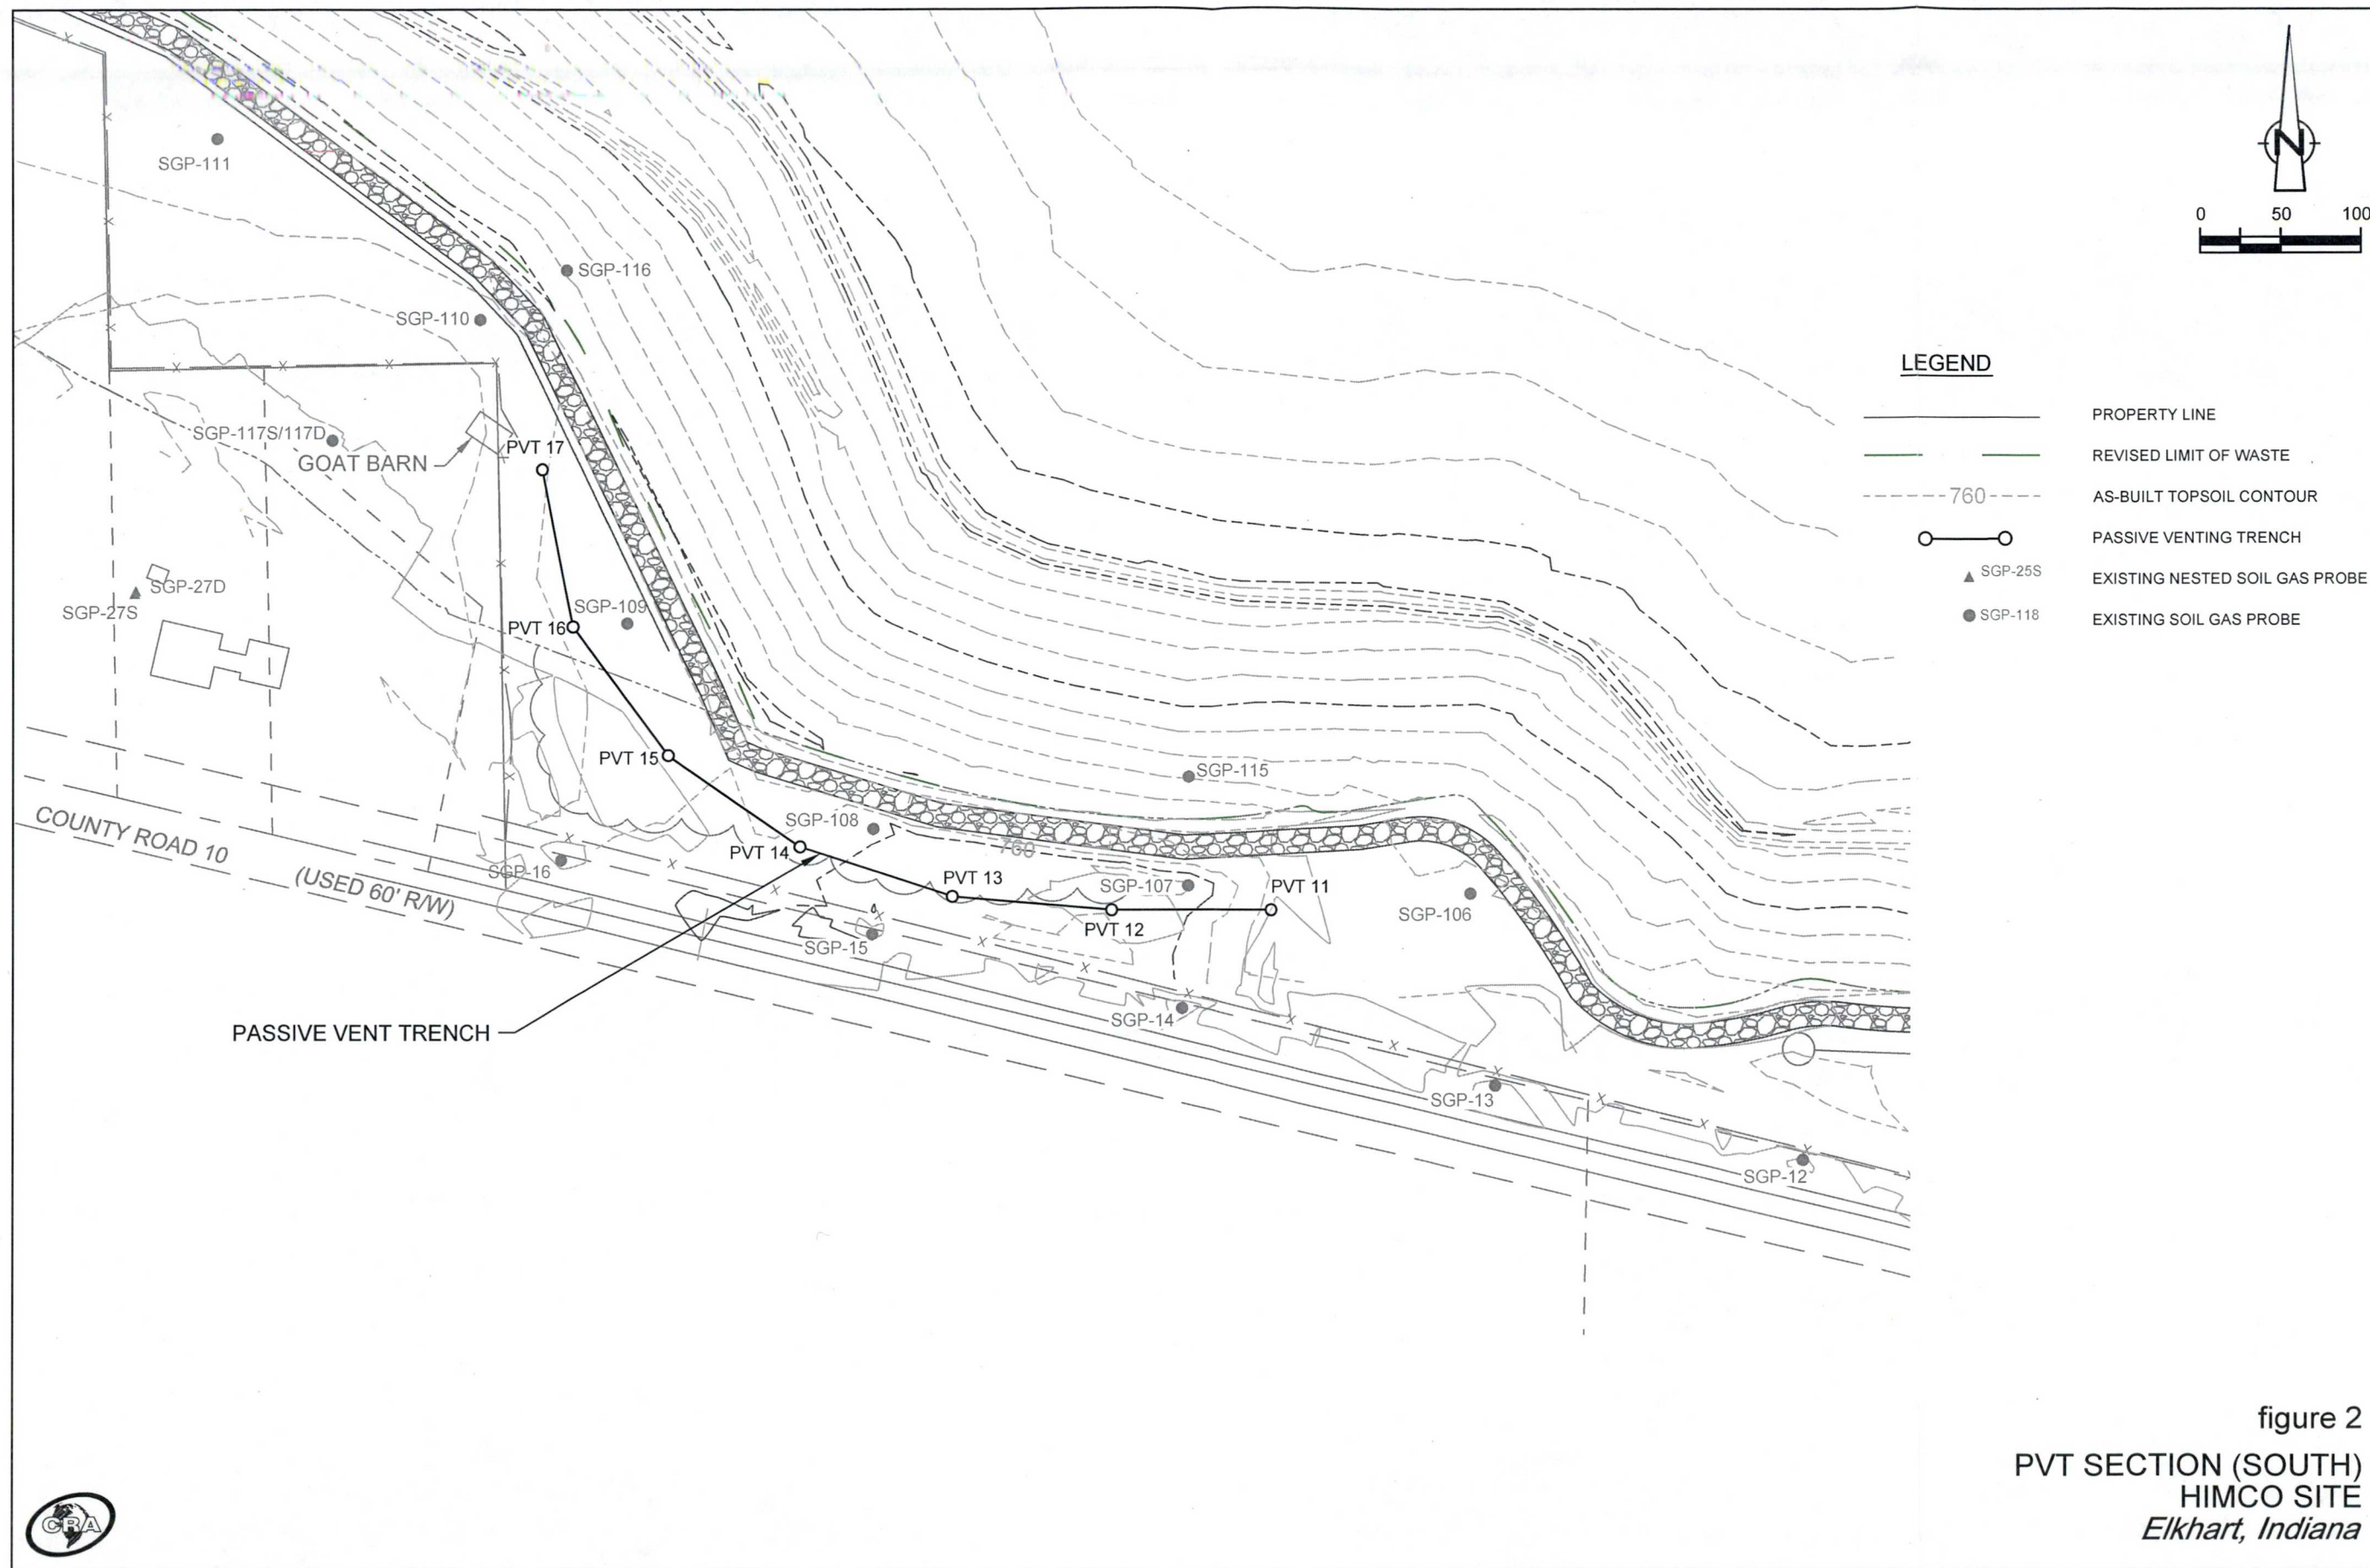 N
0 50 100
SGP-111
SGP-116
SGP-110
LEGEND
PROPERTY LINE
REVISED LIMIT OF WASTE
760 AS-BUILT TOPSOIL CONTOUR
PASSIVE VENTING TRENCH
SGP-25S EXISTING NESTED SOIL GAS PROBE
SGP-118 EXISTING SOIL GAS PROBE
SGP-117S/117D
PVT 17
GOAT BARN
SGP-27D
SGP-27S
SGP-109
PVT 16
PVT 15
SGP-115
SGP-108
PVT 14
760
COUNTY ROAD 10
(USED 60' R/W)
SGP-16
PVT 13
SGP-107
PVT 11
SGP-106
PVT 12
SGP-15
SGP-14
PASSIVE VENT TRENCH
SGP-13
SGP-12
figure 2
PVT SECTION (SOUTH)
HIMCO SITE
Elkhart, Indiana
CRA